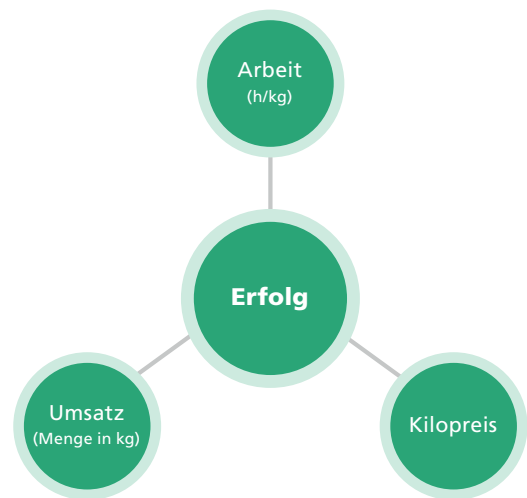 Arbeit
(h/kg)
Erfolg
Umsatz
(Menge in kg)
Kilopreis